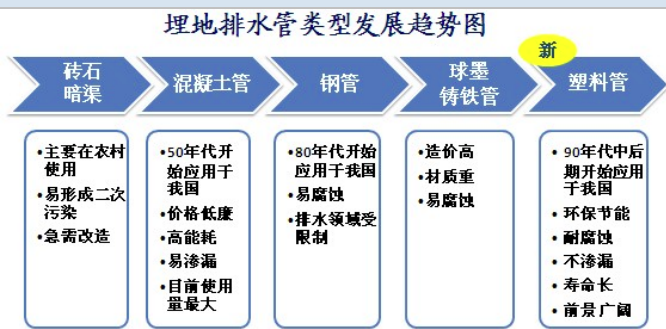 埋地排水管类型发展趋势图
新
砖石
暗渠
混凝土管
钢管
球墨
铸铁管
塑料管
•主要在农村
使用
•易形成二次
污染
•急需改造
•50年代开
始应用于
我国
•价格低廉
•高能耗
•易渗漏
•目前使用
量最大
•80年代开始
应用于我国
•易腐蚀
•排水领域受
限制
•造价高
•材质重
•易腐蚀
• 90年代中后
期开始应用
于我国
• 环保节能
• 耐腐蚀
• 不渗漏
• 寿命长
• 前景广阔